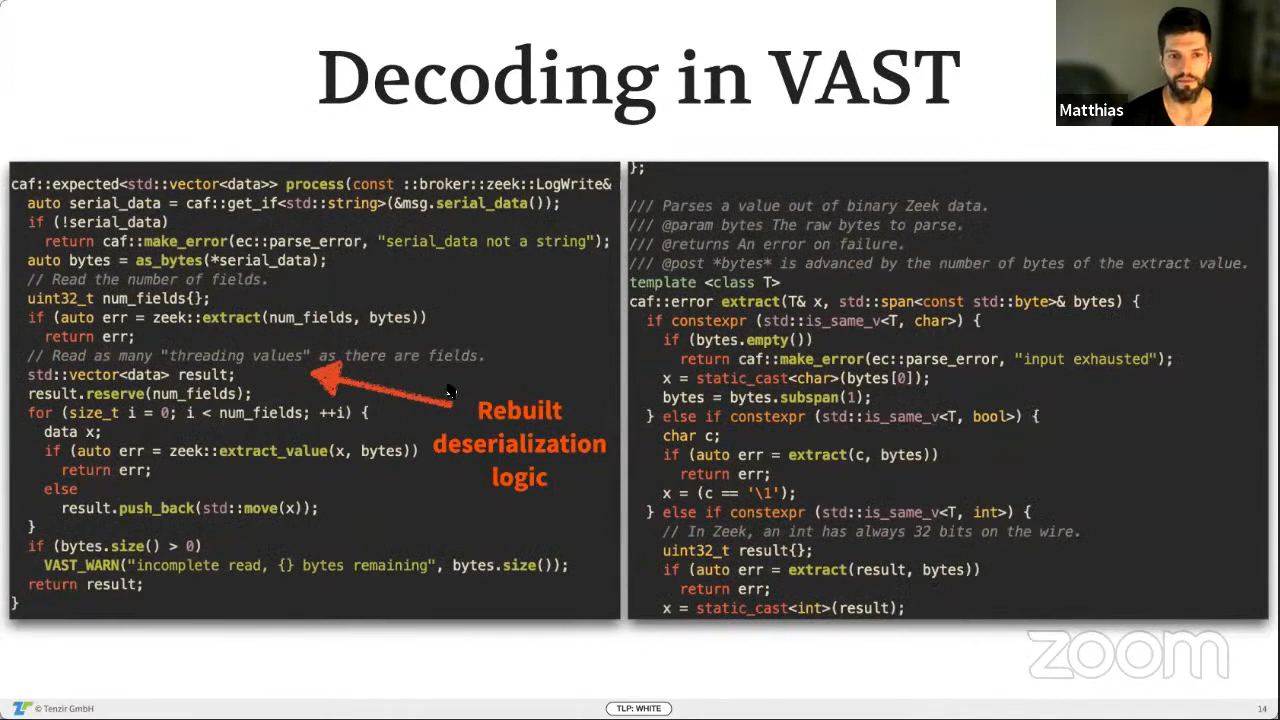 Decoding in VAST
Matthias
caf::expected<std::vector<data>> process(const ::broker::zeek::LogWrite&
auto serial_data = caf::get_if<std::string>(&msg.serial_data());
if (!serial_data)
return caf::make_error(ec::parse_error, "serial_data not a string");
auto bytes = as_bytes(*serial_data);
// Read the number of fields.
uint32_t num_fields{};
if (auto err = zeek::extract(num_fields, bytes))
return err;
// Read as many "threading values" as there are fields.
std::vector<data> result;
result.reserve(num_fields);
for (size_t i = 0; i < num_fields; ++i) {
data x;
if (auto err = zeek::extract_value(x, bytes))
return err;
else
result.push_back(std::move(x));
}
if (bytes.size() > 0)
VAST_WARN("incomplete read, {} bytes remaining", bytes.size());
return result;
}
Rebuilt
deserialization
logic
};
/// Parses a value out of binary Zeek data.
/// @param bytes The raw bytes to parse.
/// @returns An error on failure.
/// @post *bytes* is advanced by the number of bytes of the extract value.
template <class T>
caf::error extract(T& x, std::span<const std::byte>& bytes) {
if constexpr (std::is_same_v<T, char>) {
if (bytes.empty())
return caf::make_error(ec::parse_error, "input exhausted");
x = static_cast<char>(bytes[0]);
bytes = bytes.subspan(1);
} else if constexpr (std::is_same_v<T, bool>) {
char c;
if (auto err = extract(c, bytes))
return err;
x = (c == '\1');
} else if constexpr (std::is_same_v<T, int>) {
// In Zeek, an int has always 32 bits on the wire.
uint32_t result{};
if (auto err = extract(result, bytes))
return err;
x = static_cast<int>(result);
zoom
© Tenzir GmbH
TLP: WHITE
14